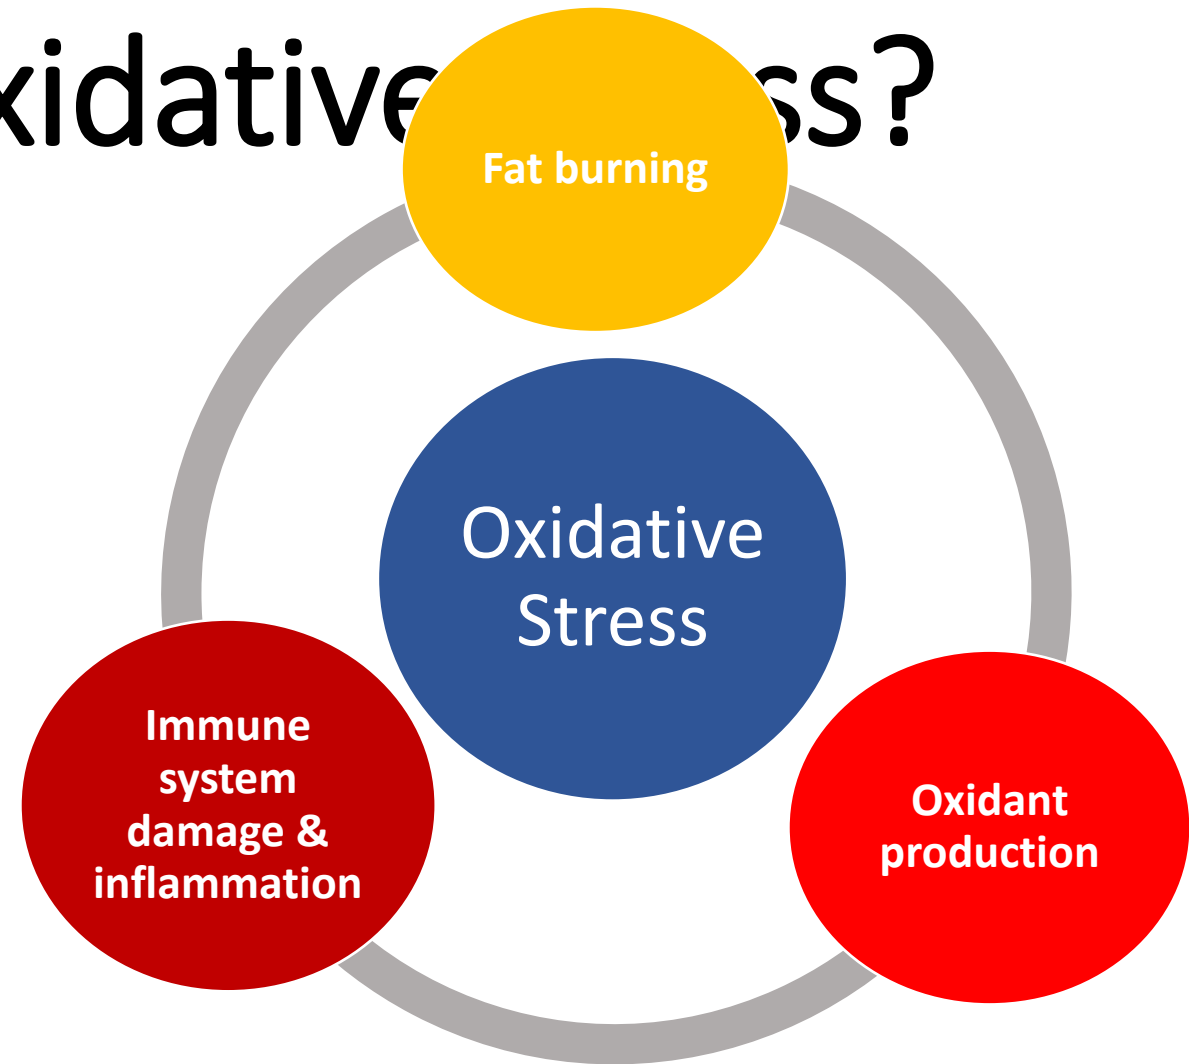 xidative ss?
Fat burning
Oxidative
Stress
Immune
system
damage &
inflammation
Oxidant
production